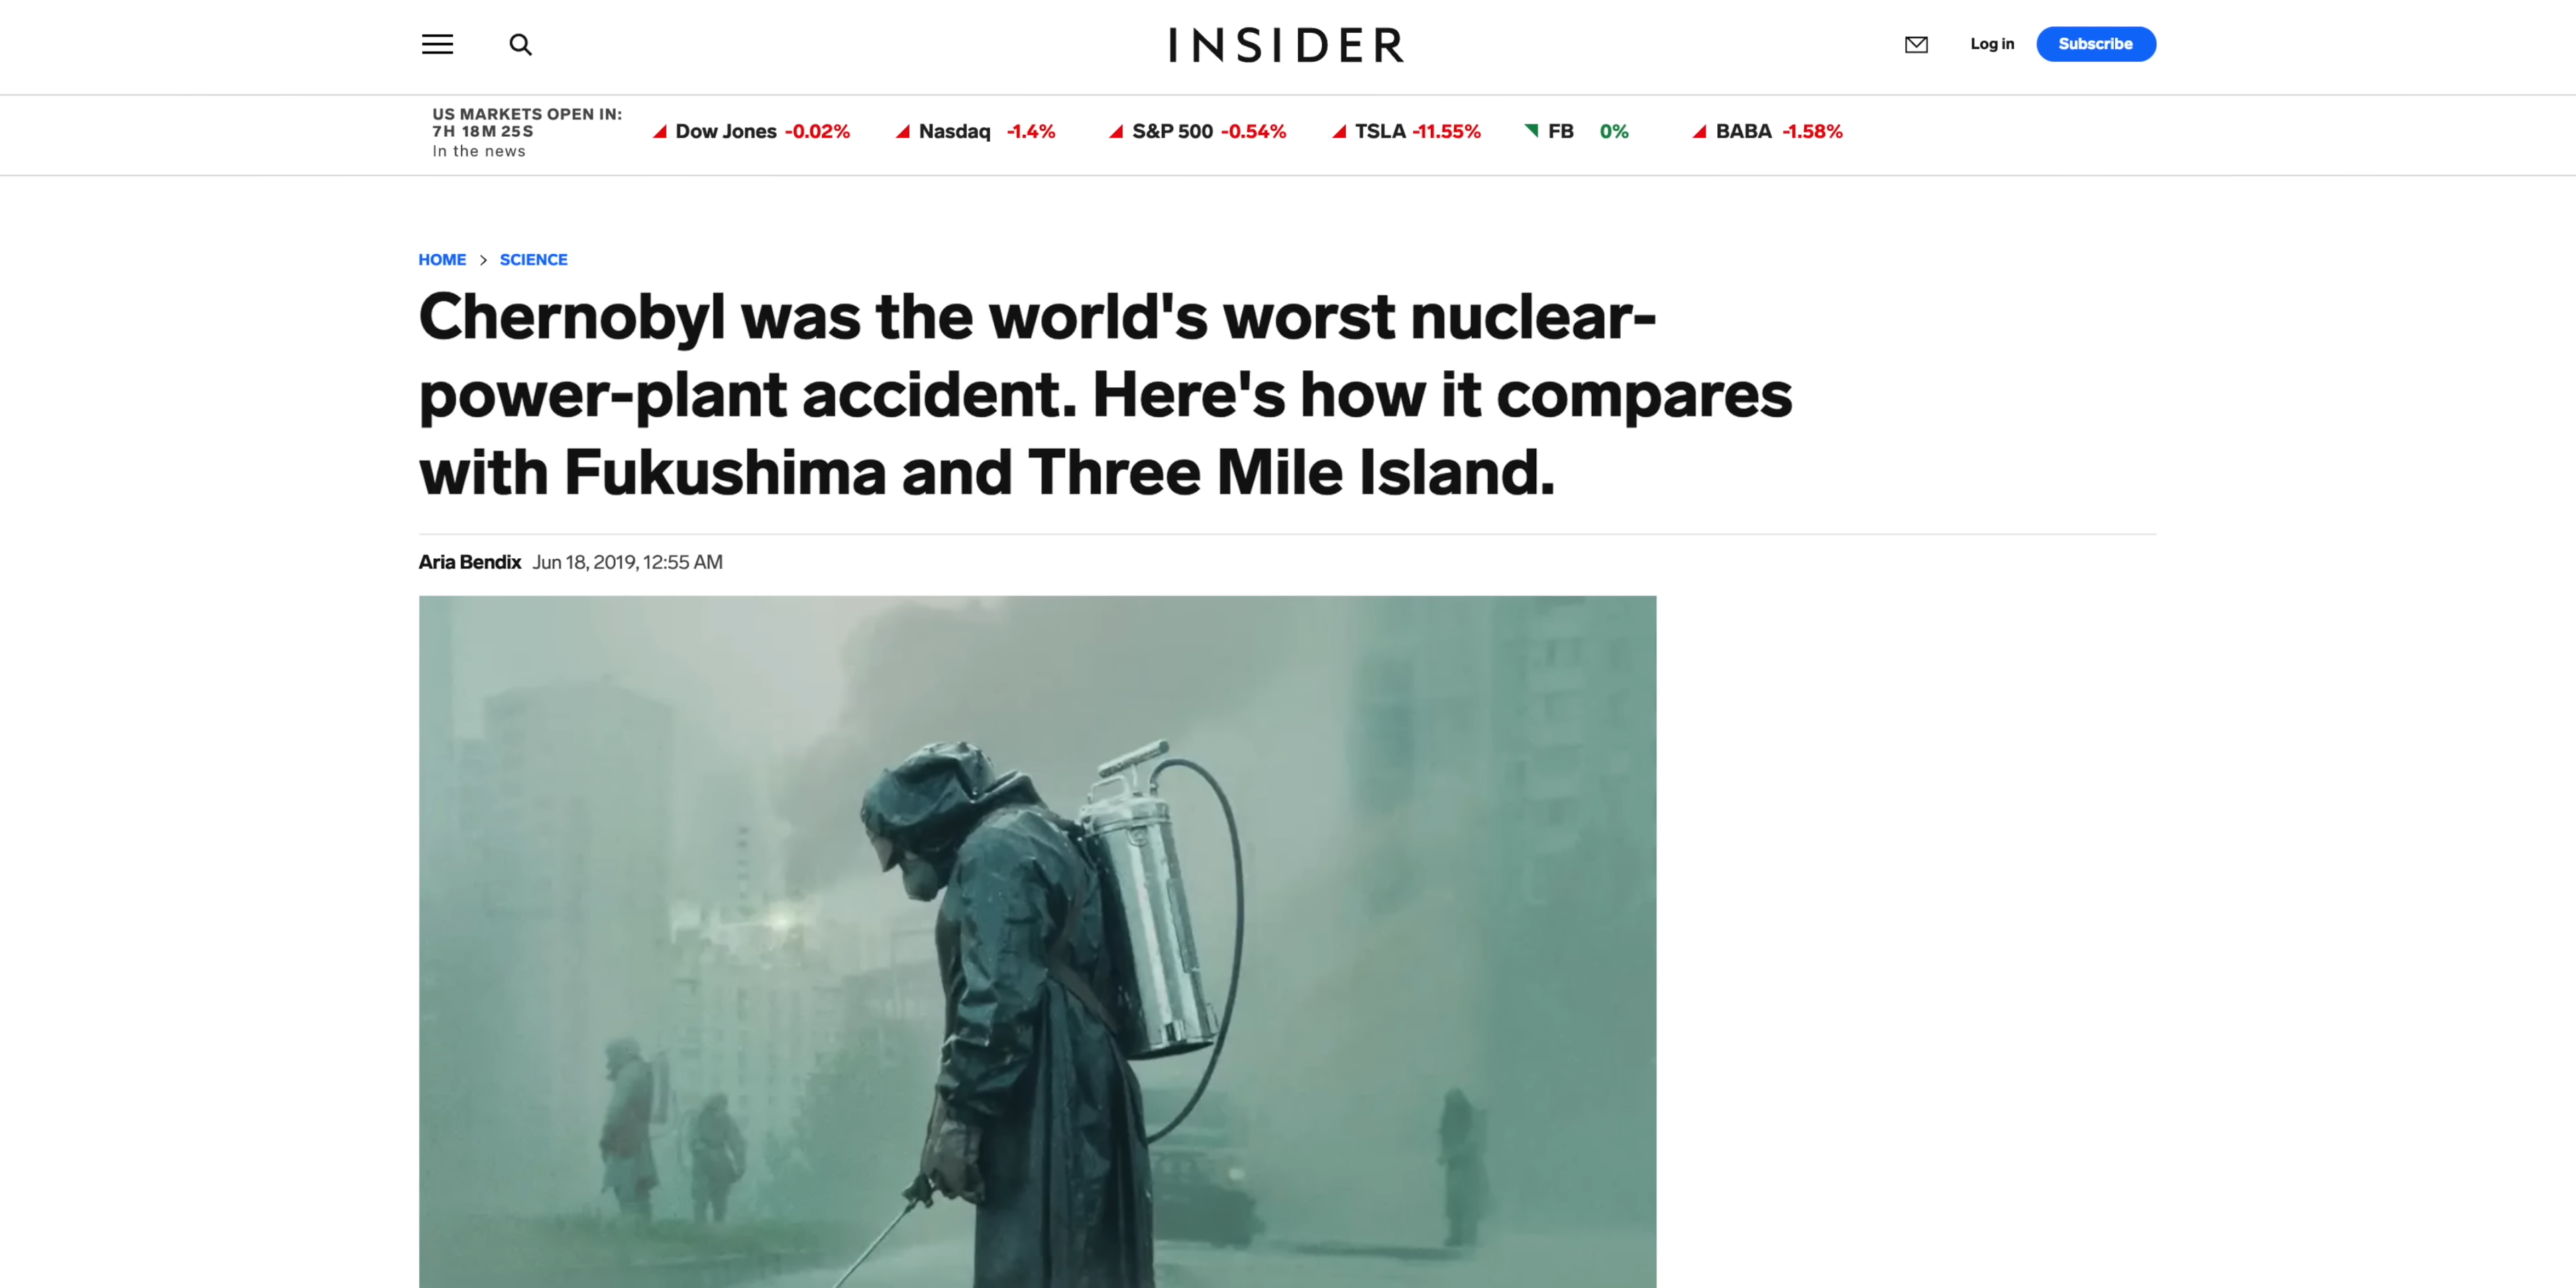 INSIDER
Log in
Subscribe
US MARKETS OPEN IN:
7H 18M 25S
In the news
Dow Jones -0.02%
Nasdaq -1.4%
S&P 500 -0.54%
TSLA -11.55%
FB 0%
BABA -1.58%
HOME > SCIENCE
Chernobyl was the world's worst nuclear-
power-plant accident. Here's how it compares
with Fukushima and Three Mile Island.
Aria Bendix Jun 18, 2019, 12:55 AM